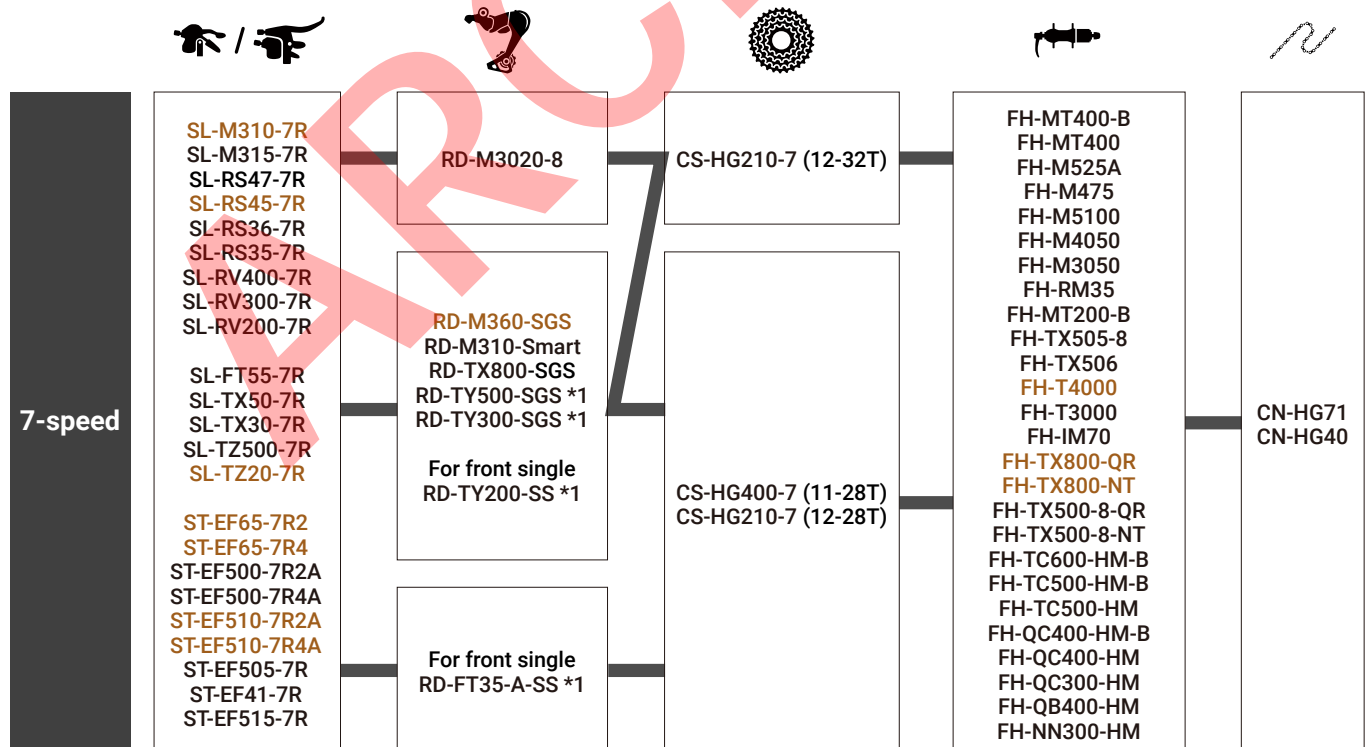 7-speed
SL-M310-7R
SL-M315-7R
SL-RS47-7R
SL-RS45-7R
SL-RS36-7R
SL-RS35-7R
SL-RV400-7R
SL-RV300-7R
SL-RV200-7R
SL-FT55-7R
SL-TX50-7R
SL-TX30-7R
SL-TZ500-7R
SL-TZ20-7R
ST-EF65-7R2
ST-EF65-7R4
ST-EF500-7R2A
ST-EF500-7R4A
ST-EF510-7R2A
ST-EF510-7R4A
ST-EF505-7R
ST-EF41-7R
ST-EF515-7R
RD-M3020-8
RD-M360-SGS
RD-M310-Smart
RD-TX800-SGS
RD-TY500-SGS *1
RD-TY300-SGS *1
For front single
RD-TY200-SS *1
For front single
RD-FT35-A-SS *1
CS-HG210-7 (12-32T)
CS-HG400-7 (11-28T)
CS-HG210-7 (12-28T)
FH-MT400-B
FH-MT400
FH-M525A
FH-M475
FH-M5100
FH-M4050
FH-M3050
FH-RM35
FH-MT200-B
FH-TX505-8
FH-TX506
FH-T4000
FH-T3000
FH-IM70
FH-TX800-QR
FH-TX800-NT
FH-TX500-8-QR
FH-TX500-8-NT
FH-TC600-HM-B
FH-TC500-HM-B
FH-TC500-HM
FH-QC400-HM-B
FH-QC400-HM
FH-QC300-HM
FH-QB400-HM
FH-NN300-HM
CN-HG71
CN-HG40
ARC